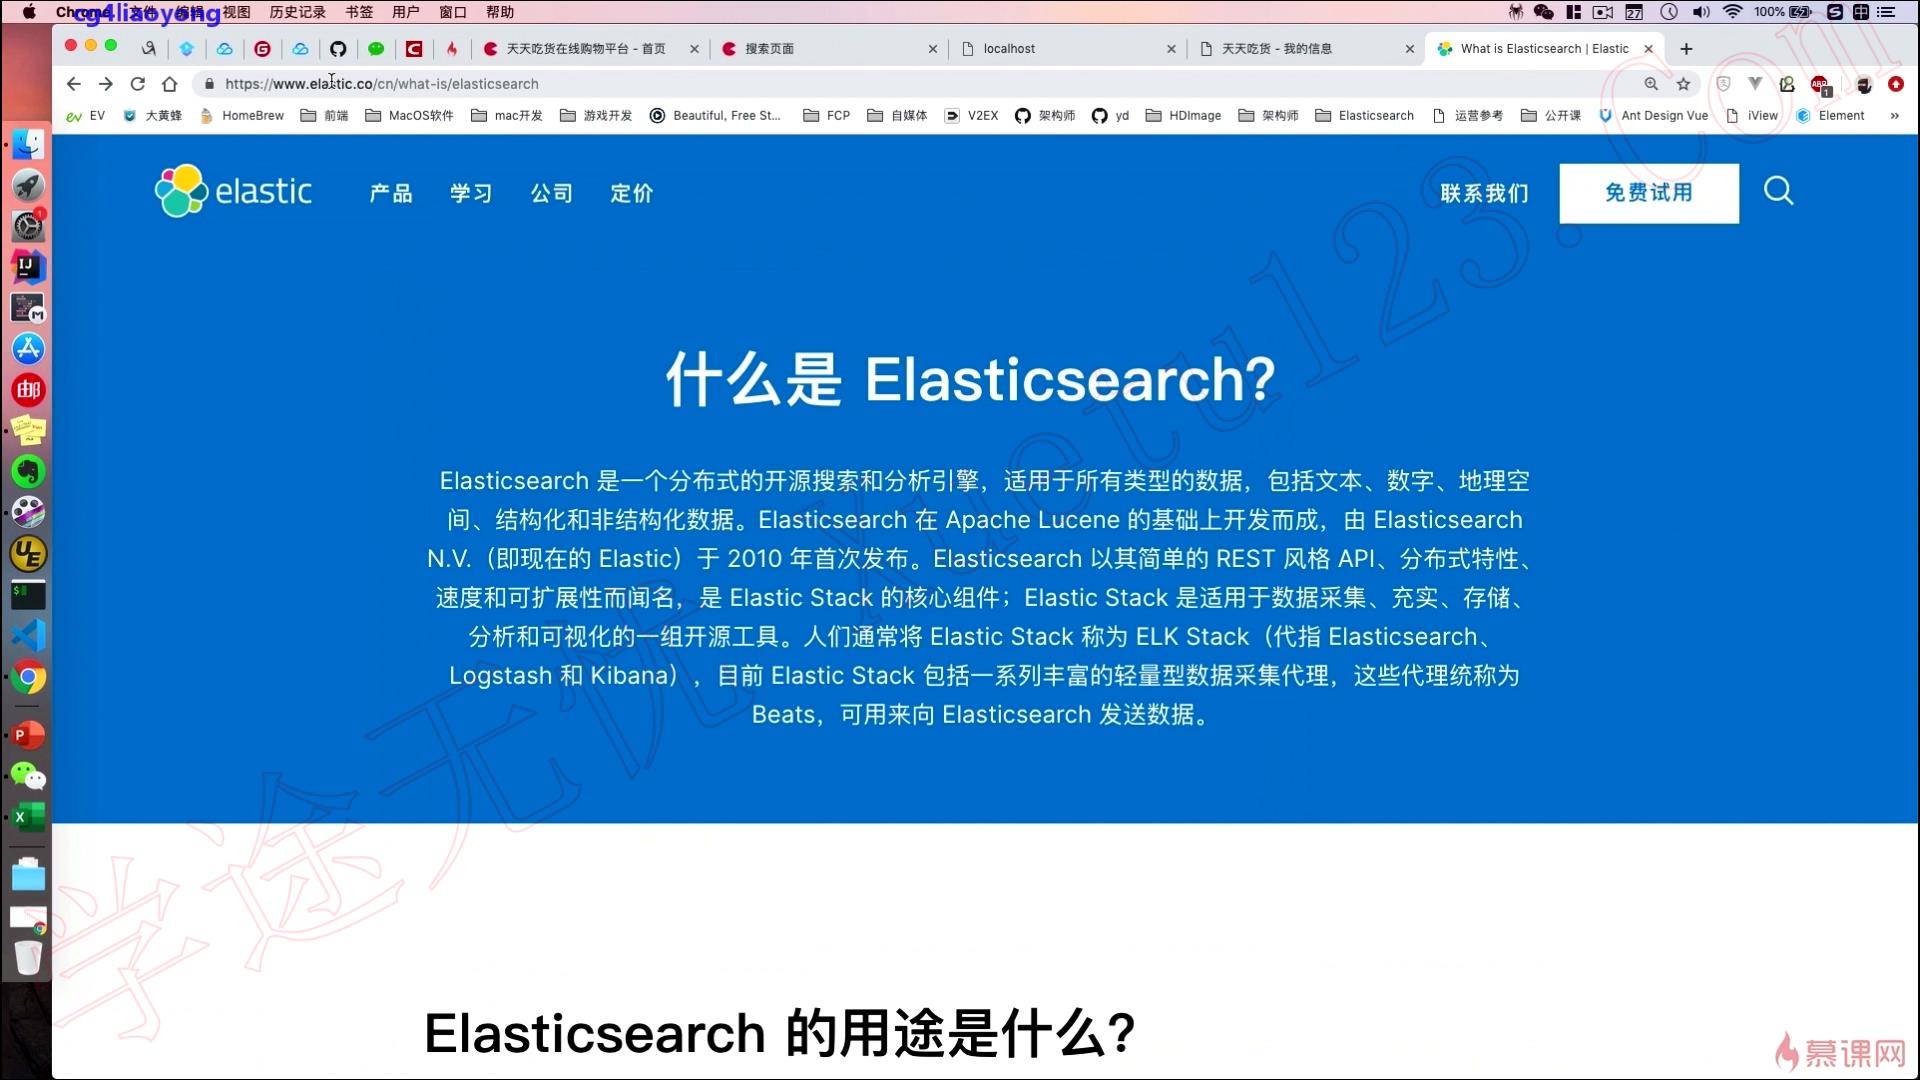 Chrome 文件 编辑 视图 历史记录 书签 用户 窗口 帮助
cg4liaoyong
27 100% 中
天天吃货在线购物平台 - 首页
搜索页面
localhost
天天吃货 - 我的信息
What is Elasticsearch | Elastic
https://www.elastic.co/cn/what-is/elasticsearch
EV 大黄蜂 HomeBrew 前端 MacOS软件 mac开发 游戏开发 Beautiful, Free St... FCP 自媒体 V2EX 架构师 yd HDImage 架构师 Elasticsearch 运营参考 公开课 Ant Design Vue iView Element »
elastic 产品 学习 公司 定价 联系我们 免费试用
什么是 Elasticsearch?
Elasticsearch 是一个分布式的开源搜索和分析引擎，适用于所有类型的数据，包括文本、数字、地理空
间、结构化和非结构化数据。Elasticsearch 在 Apache Lucene 的基础上开发而成，由 Elasticsearch
N.V.（即现在的 Elastic）于 2010 年首次发布。Elasticsearch 以其简单的 REST 风格 API、分布式特性、
速度和可扩展性而闻名，是 Elastic Stack 的核心组件；Elastic Stack 是适用于数据采集、充实、存储、
分析和可视化的一组开源工具。人们通常将 Elastic Stack 称为 ELK Stack（代指 Elasticsearch、
Logstash 和 Kibana），目前 Elastic Stack 包括一系列丰富的轻量型数据采集代理，这些代理统称为
Beats，可用来向 Elasticsearch 发送数据。
Elasticsearch 的用途是什么?
学途无忧 Xuetu123.Com
慕课网